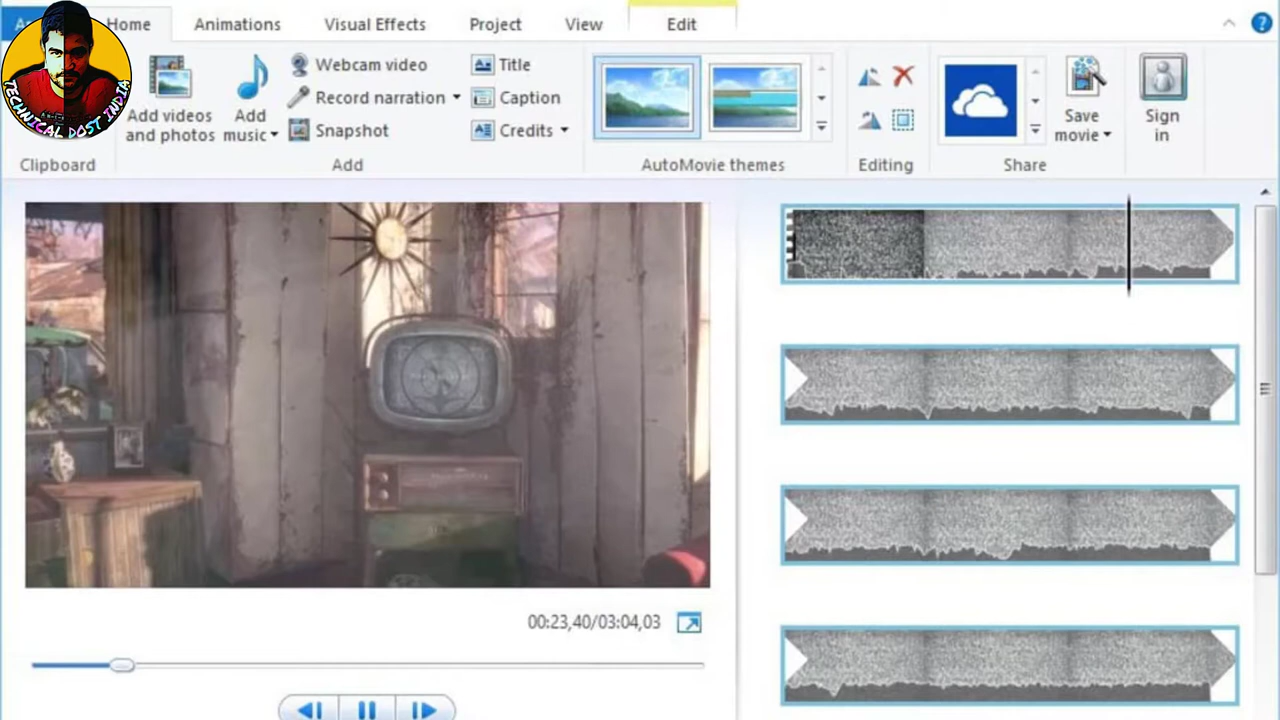 Home Animations Visual Effects Project View Edit
TECHNICAL DOST INDIA
Add videos and photos
Add music
Webcam video
Record narration
Snapshot
Title
Caption
Credits
Save movie
Sign in
Clipboard
Add
AutoMovie themes
Editing
Share
00:23,40/03:04,03